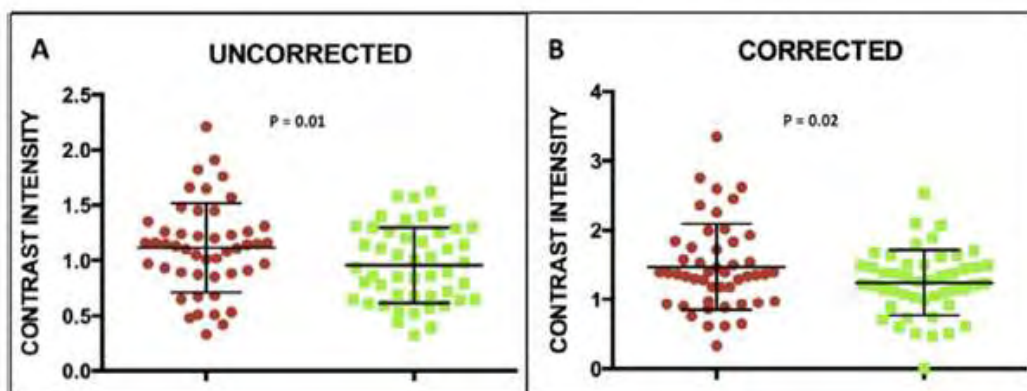 A
UNCORRECTED
P = 0.01
CONTRAST INTENSITY
2.5
2.0
1.5
1.0
0.5
0.0
B
CORRECTED
P = 0.02
CONTRAST INTENSITY
4
3
2
1
0